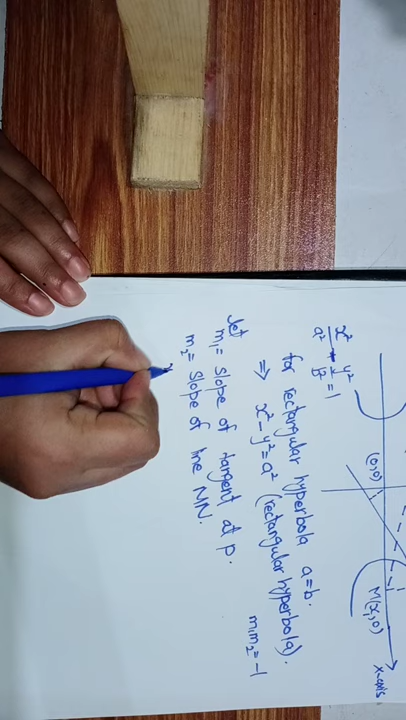 (0,0)
M(x₁,0)
x-axis
x²/a² - y²/b² = 1
for rectangular hyperbola a=b.
⇒ x²-y²=a² (rectangular hyperbola).
let
m₁= slope of tangent at p.
m₂= slope of line MN.
m₁m₂=-1